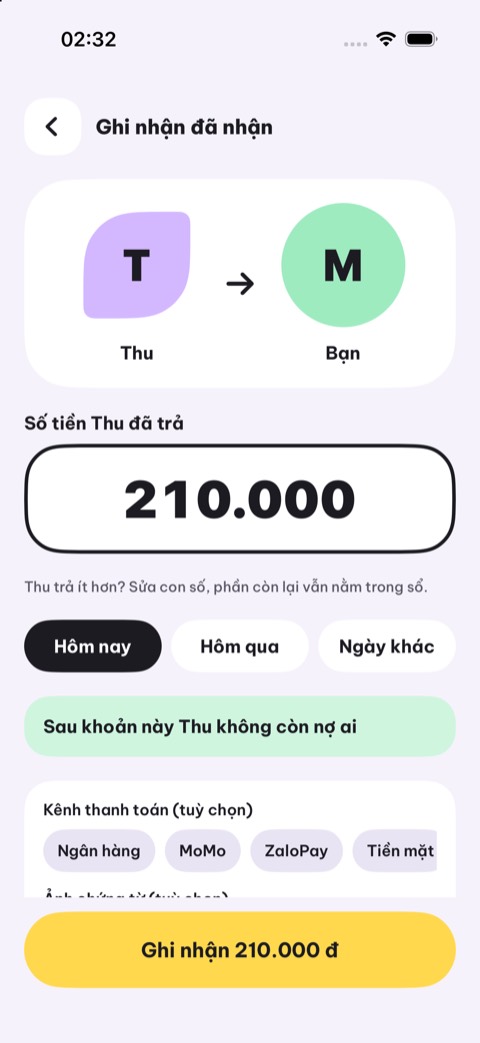 02:32
Ghi nhận đã nhận
T
M
Thu
Bạn
Số tiền Thu đã trả
210.000
Thu trả ít hơn? Sửa con số, phần còn lại vẫn nằm trong sổ.
Hôm nay
Hôm qua
Ngày khác
Sau khoản này Thu không còn nợ ai
Kênh thanh toán (tuỳ chọn)
Ngân hàng
MoMo
ZaloPay
Tiền mặt
Ghi nhận 210.000 đ